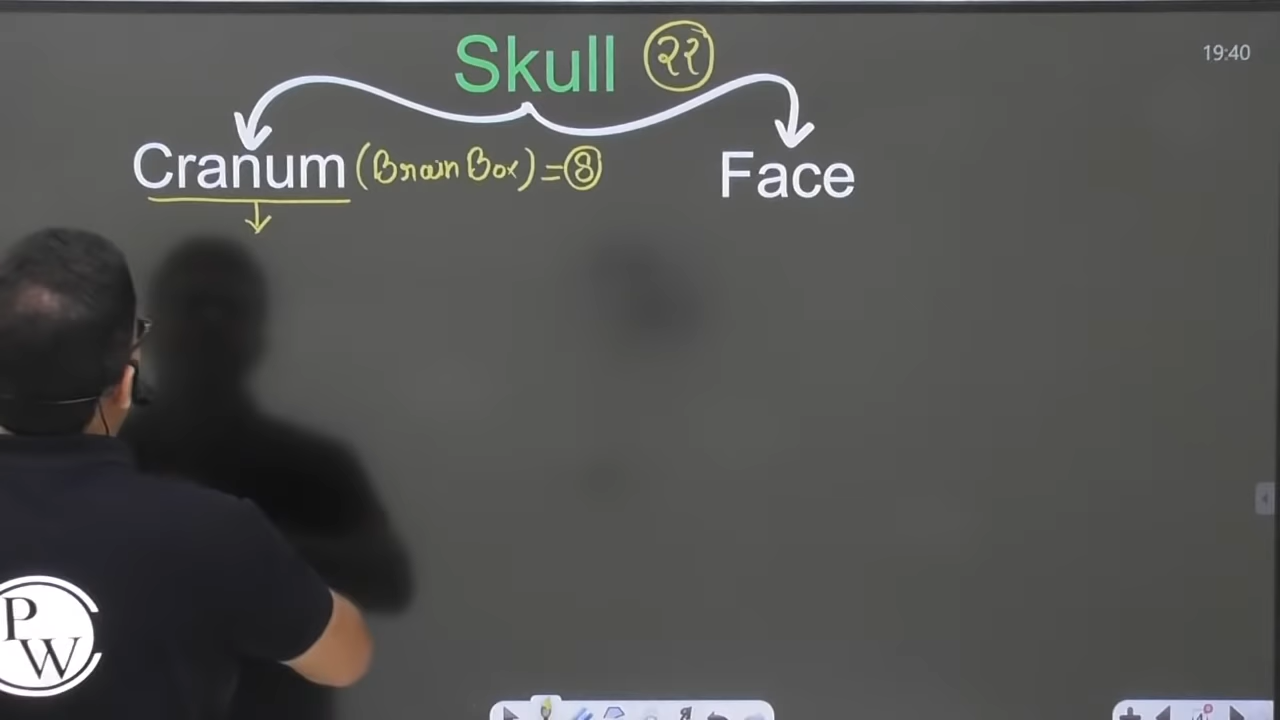 Skull २२
19:40
Cranum (Brain Box) = 8
Face
PW